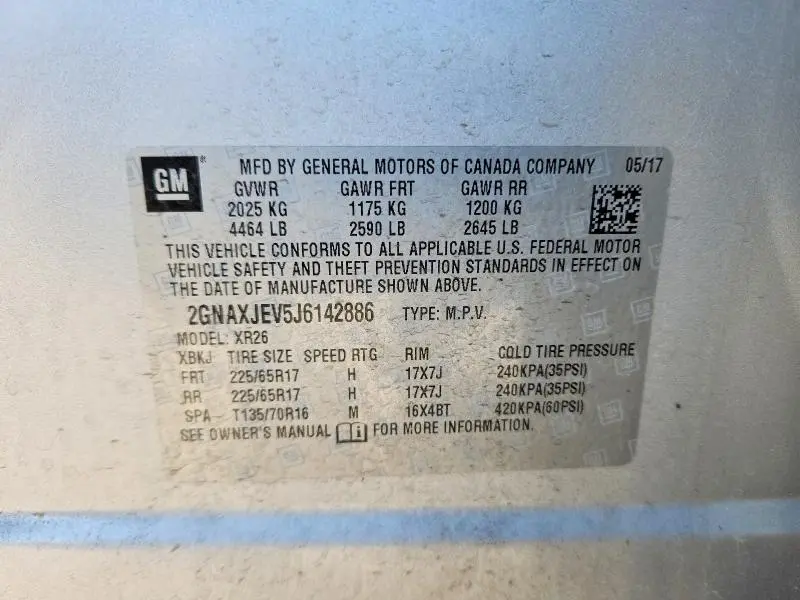 GM MFD BY GENERAL MOTORS OF CANADA COMPANY 05/17
GVWR GAWR FRT GAWR RR
2025 KG 1175 KG 1200 KG
4464 LB 2590 LB 2645 LB
THIS VEHICLE CONFORMS TO ALL APPLICABLE U.S. FEDERAL MOTOR
VEHICLE SAFETY AND THEFT PREVENTION STANDARDS IN EFFECT ON
THE DATE OF MANUFACTURE SHOWN ABOVE.
2GNAXJEV5J6142886 TYPE: M.P.V.
MODEL: XR26
XBKJ TIRE SIZE SPEED RTG RIM COLD TIRE PRESSURE
FRT 225/65R17 H 17X7J 240KPA(35PSI)
RR 225/65R17 H 17X7J 240KPA(35PSI)
SPA T135/70R16 M 16X4BT 420KPA(60PSI)
SEE OWNER'S MANUAL FOR MORE INFORMATION.